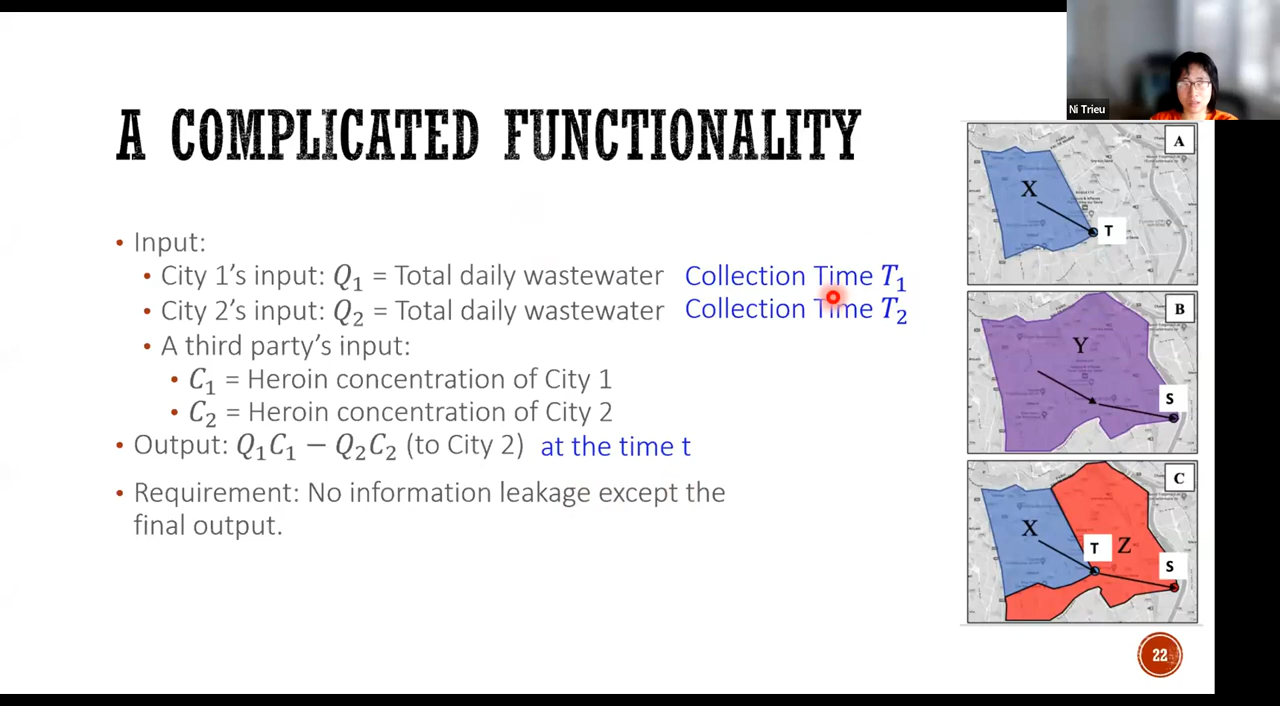 Ni Trieu
A COMPLICATED FUNCTIONALITY
• Input:
• City 1's input: Q₁ = Total daily wastewater Collection Time T₁
• City 2's input: Q₂ = Total daily wastewater Collection Time T₂
• A third party's input:
• C₁ = Heroin concentration of City 1
• C₂ = Heroin concentration of City 2
• Output: Q₁C₁ − Q₂C₂ (to City 2) at the time t
• Requirement: No information leakage except the
final output.
A
X
T
B
Y
S
C
X
T
Z
S
22